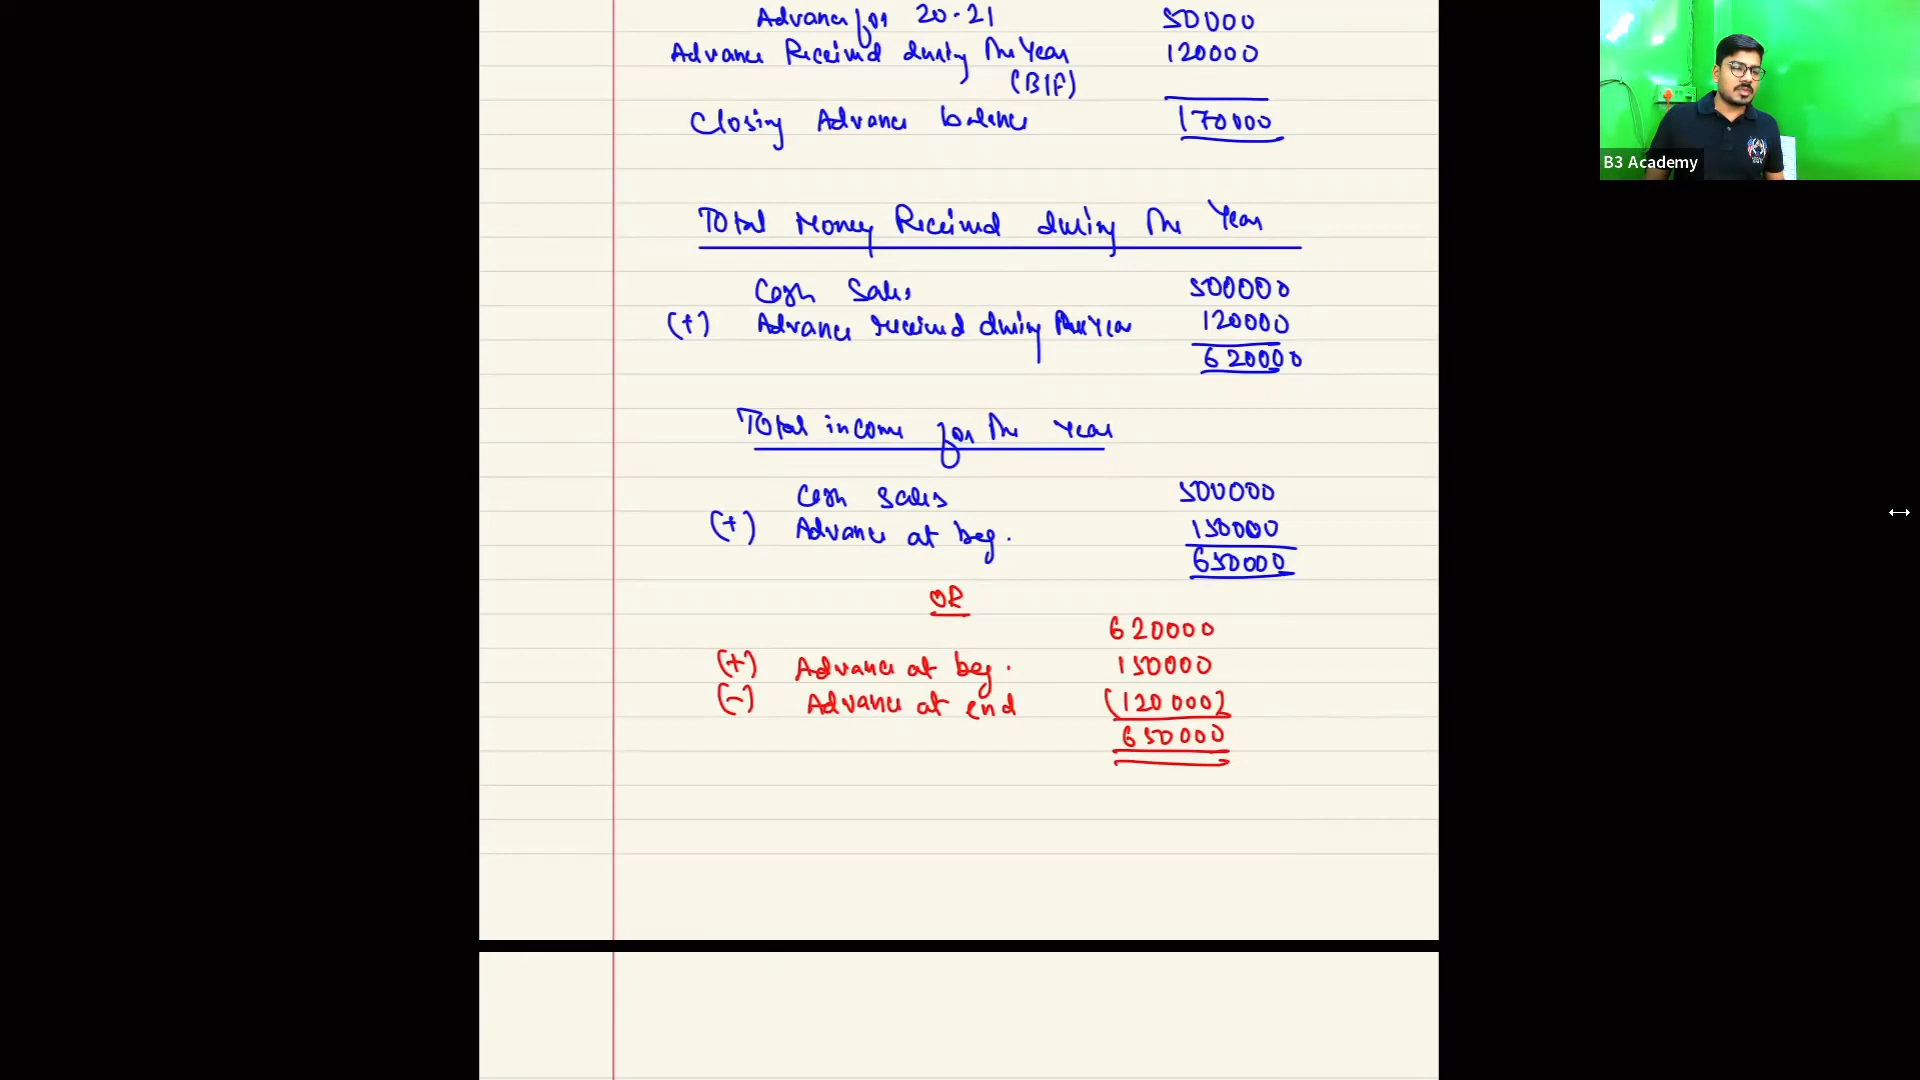 Advance for 20-21 50000
Advance Received during the Year 120000
(B/F)
Closing Advance balance 170000
B3 Academy
Total Money Received during the Year
Cash Sales 500000
(+) Advance received during the Year 120000
620000
Total income for the Year
Cash Sales 500000
(+) Advance at beg. 150000
650000
OR
620000
(+) Advance at beg. 150000
(-) Advance at end (120000)
650000